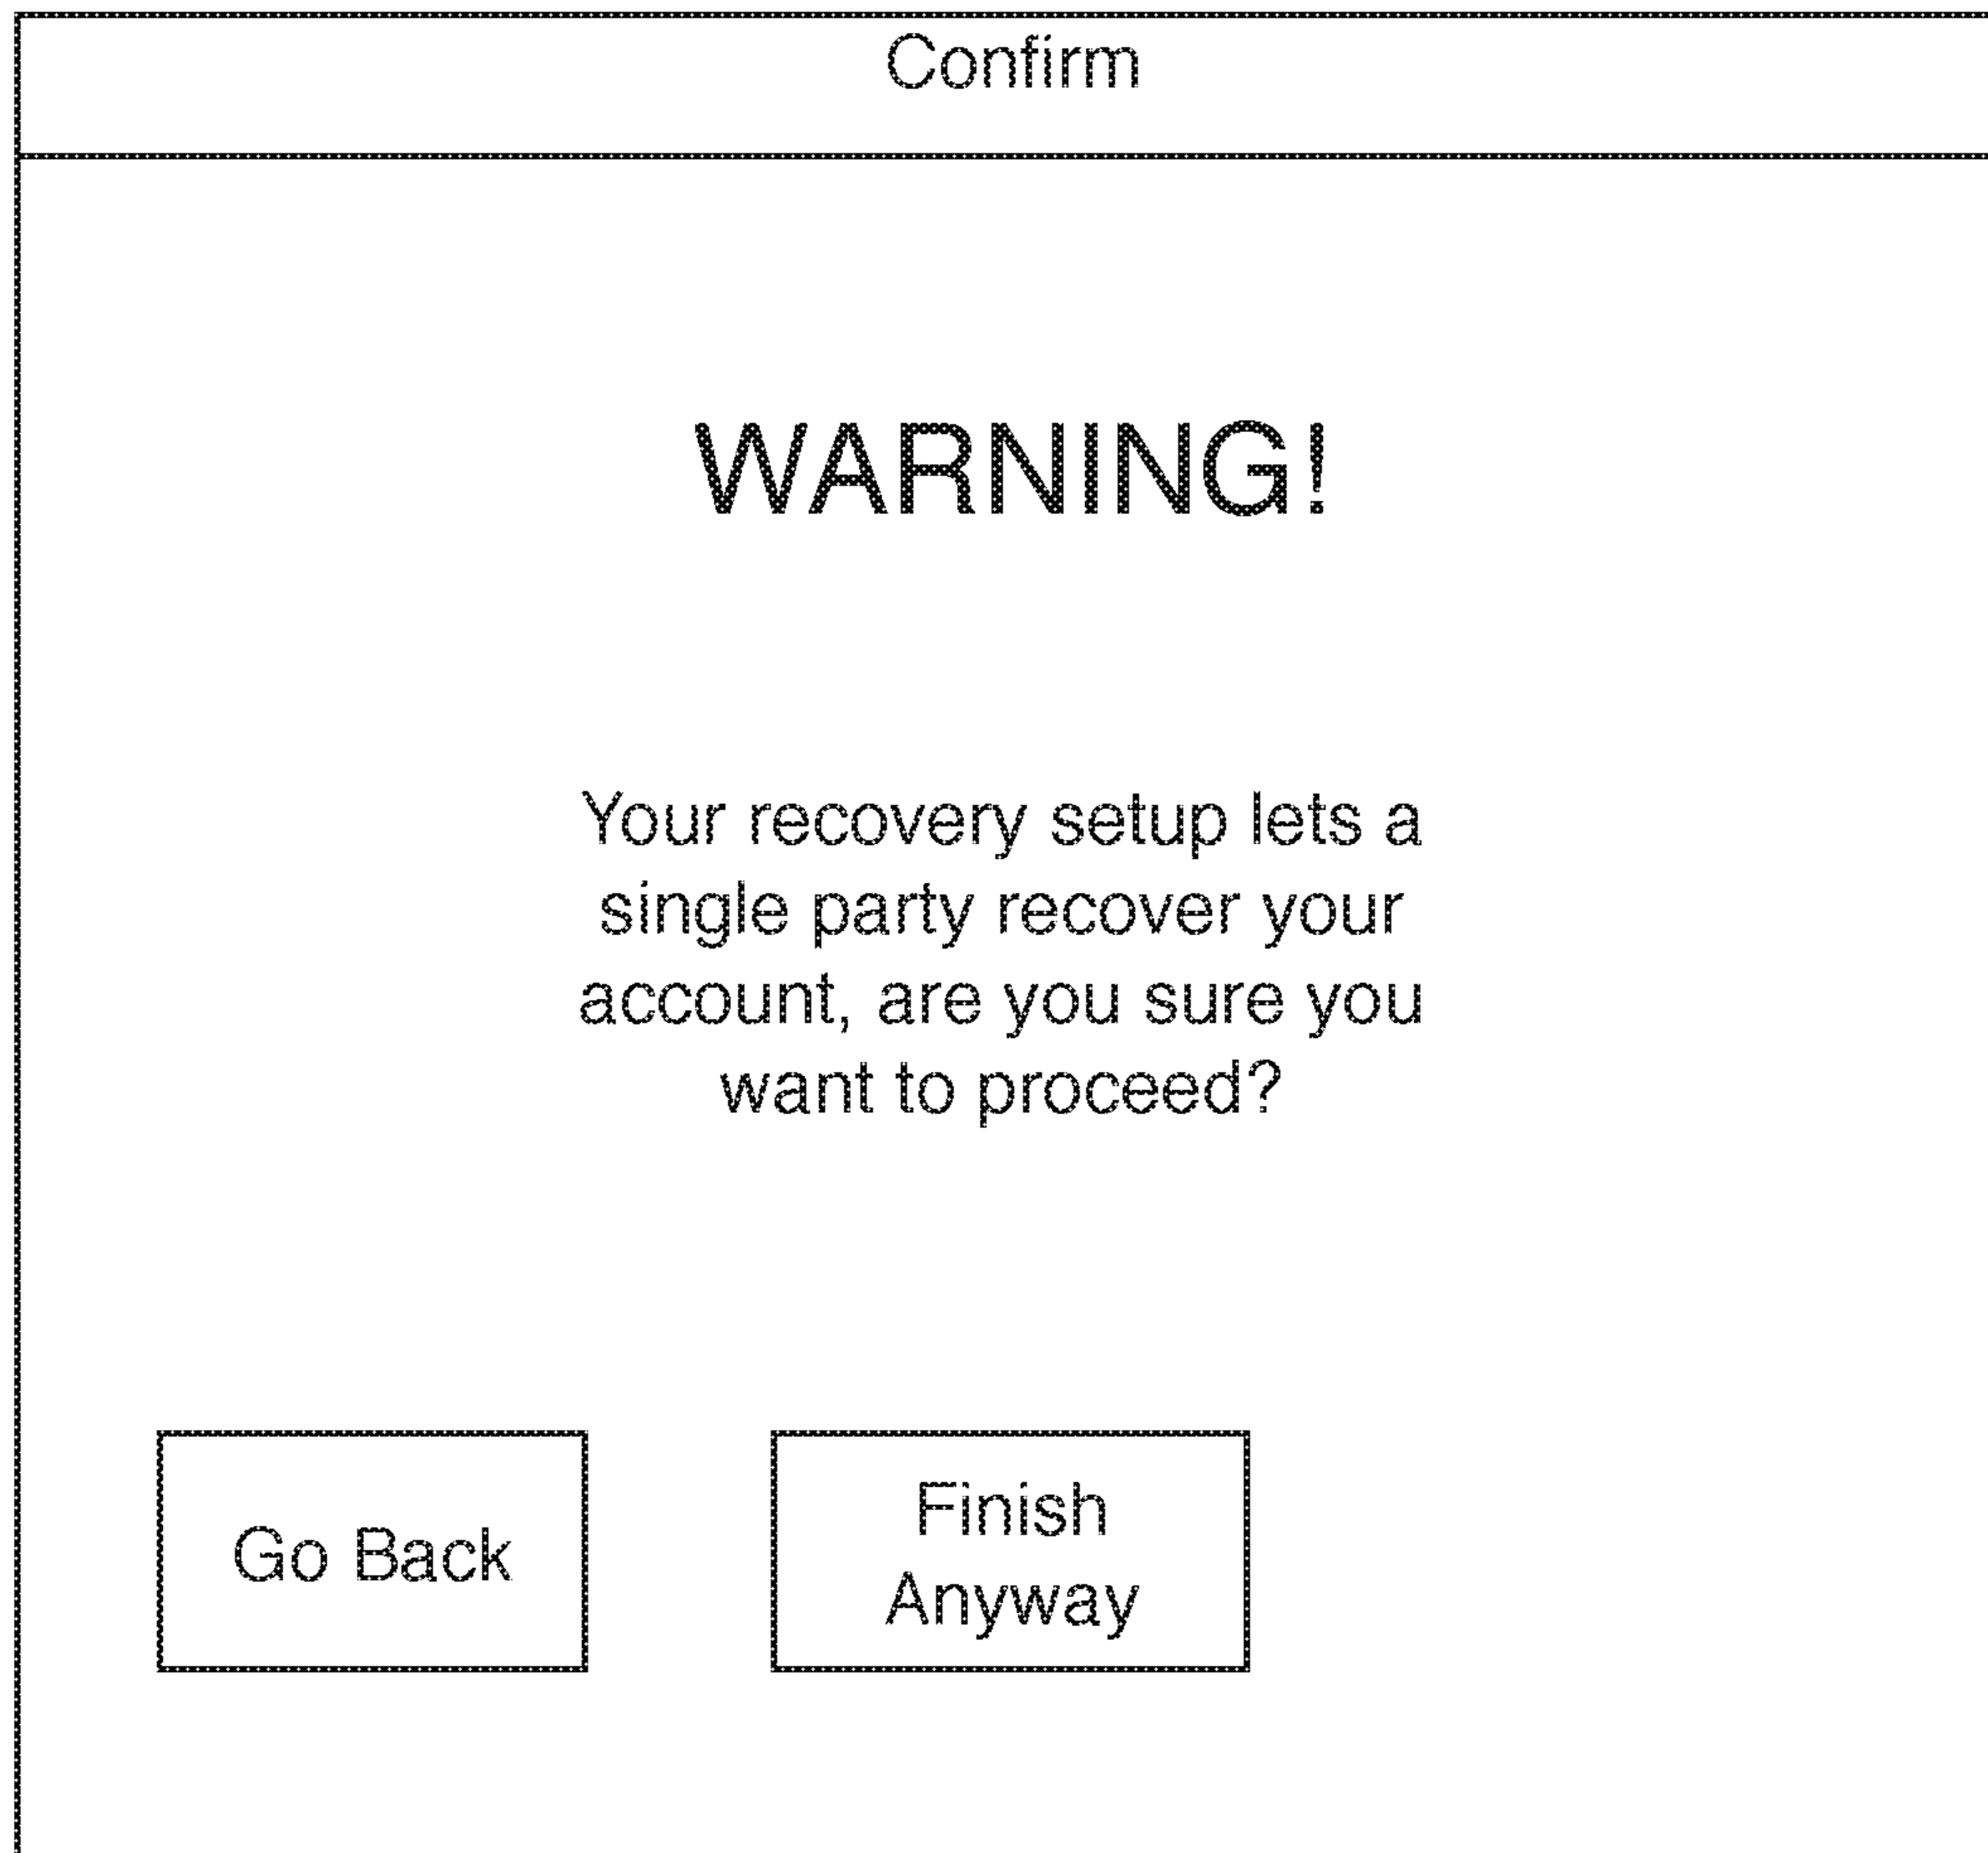 Confirm
WARNING!
Your recovery setup lets a
single party recover your
account, are you sure you
want to proceed?
Go Back
Finish
Anyway